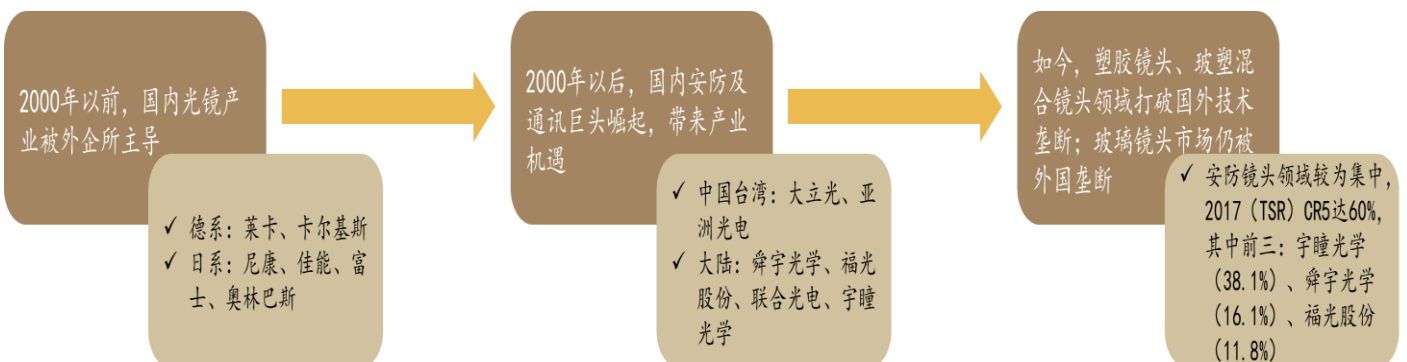 2000年以前，国内光镜产
业被外企所主导
✓ 德系：莱卡、卡尔基斯
✓ 日系：尼康、佳能、富
士、奥林巴斯
2000年以后，国内安防及
通讯巨头崛起，带来产业
机遇
✓ 中国台湾：大立光、亚
洲光电
✓ 大陆：舜宇光学、福光
股份、联合光电、宇瞳
光学
如今，塑胶镜头、玻塑混
合镜头领域打破国外技术
垄断；玻璃镜头市场仍被
外国垄断
✓ 安防镜头领域较为集中，
2017（TSR）CR5达60%，
其中前三：宇瞳光学
（38.1%）、舜宇光学
（16.1%）、福光股份
（11.8%）